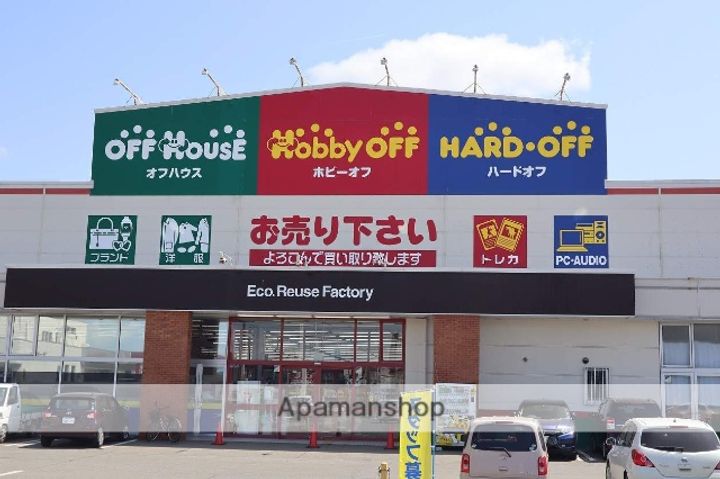 OFF HOUSE
オフハウス
Hobby OFF
ホビーオフ
HARD・OFF
ハードオフ
お売り下さい
よろこんで買い取り致します
ブランド
洋服
トレカ
PC・AUDIO
Eco. Reuse Factory
Apamanshop